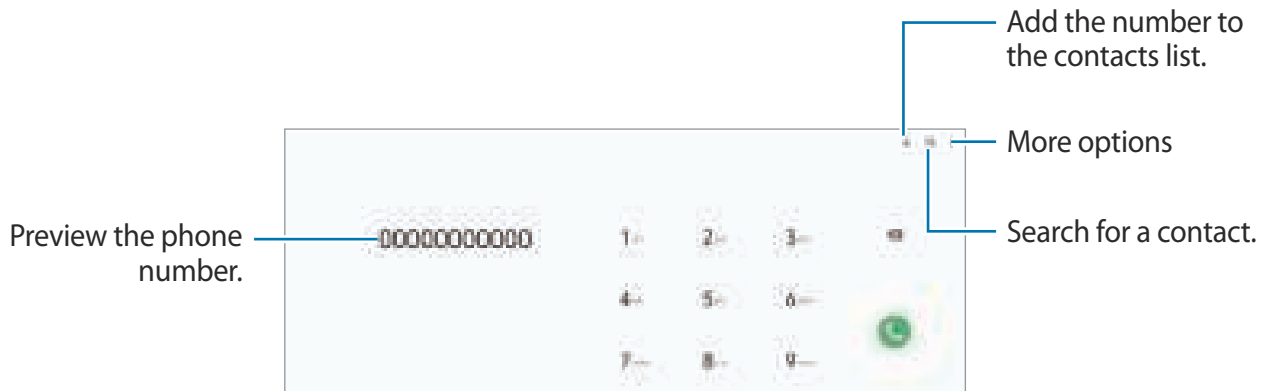 Add the number to
the contacts list.
More options
Preview the phone
number.
00000000000
1 2 3
Search for a contact.
4 5 6
7 8 9